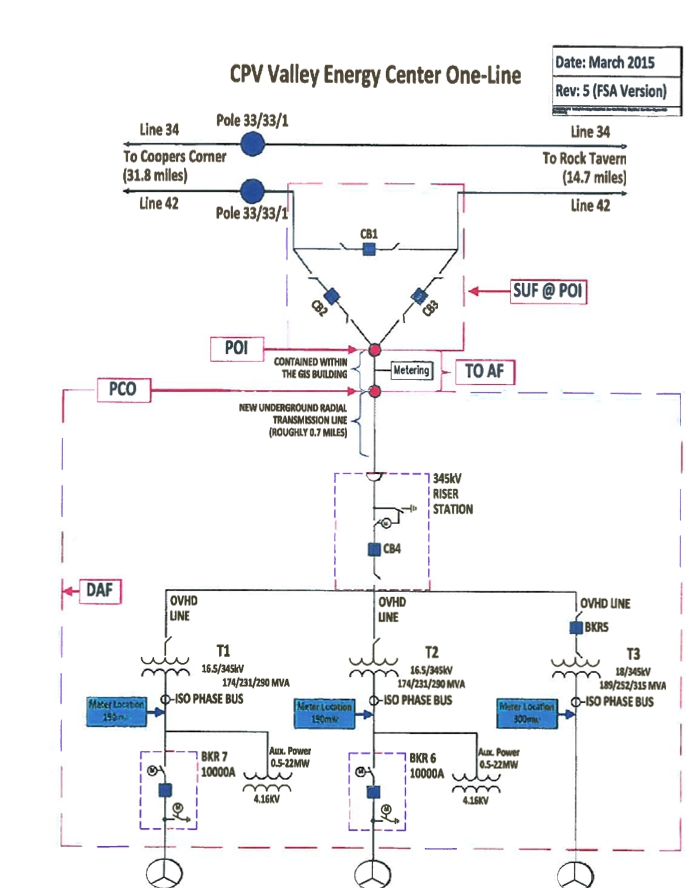 CPV Valley Energy Center One-Line
Date: March 2015
Rev: 5 (FSA Version)
Line 34
Pole 33/33/1
Line 34
To Coopers Corner
(31.8 miles)
To Rock Tavern
(14.7 miles)
Line 42
Pole 33/33/1
Line 42
CB1
CB2
CB3
SUF @ POI
POI
CONTAINED WITHIN
THE GIS BUILDING
Metering
TO AF
PCO
NEW UNDERGROUND RADIAL
TRANSMISSION LINE
(ROUGHLY 0.7 MILES)
345kV
RISER
STATION
M
CB4
DAF
OVHD
LINE
OVHD
LINE
OVHD LINE
BKR5
T1
16.5/345kV
174/231/290 MVA
T2
16.5/345kV
174/231/290 MVA
T3
18/345kV
189/252/315 MVA
ISO PHASE BUS
ISO PHASE BUS
ISO PHASE BUS
Meter Location
190mw
Meter Location
190mw
Meter Location
300mw
BKR 7
10000A
Aux. Power
0.5-22MW
4.16KV
M
M
BKR 6
10000A
Aux. Power
0.5-22MW
4.16KV
M
M